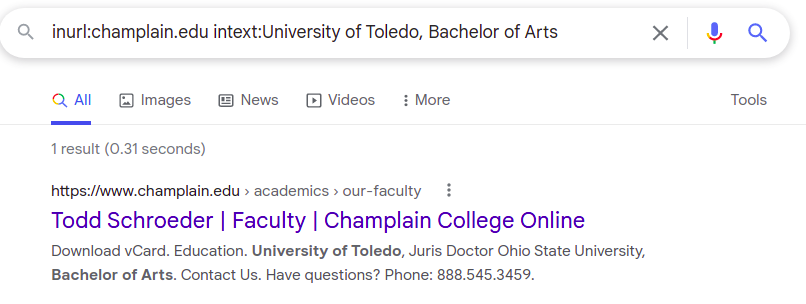 inurl:champlain.edu intext:University of Toledo, Bachelor of Arts
All Images News Videos More Tools
1 result (0.31 seconds)
https://www.champlain.edu › academics › our-faculty
Todd Schroeder | Faculty | Champlain College Online
Download vCard. Education. University of Toledo, Juris Doctor Ohio State University,
Bachelor of Arts. Contact Us. Have questions? Phone: 888.545.3459.